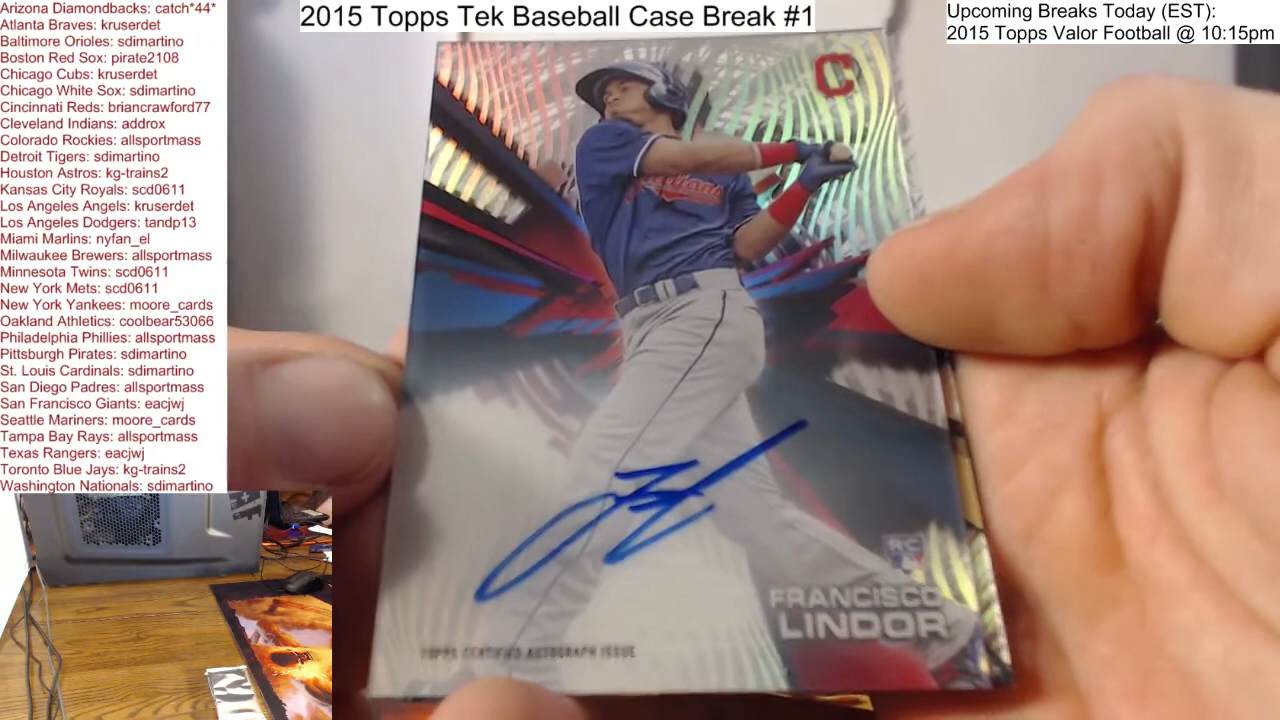 Arizona Diamondbacks: catch*44*
Atlanta Braves: kruserdet
Baltimore Orioles: sdimartino
Boston Red Sox: pirate2108
Chicago Cubs: kruserdet
Chicago White Sox: sdimartino
Cincinnati Reds: briancrawford77
Cleveland Indians: addrox
Colorado Rockies: allsportmass
Detroit Tigers: sdimartino
Houston Astros: kg-trains2
Kansas City Royals: scd0611
Los Angeles Angels: kruserdet
Los Angeles Dodgers: tandp13
Miami Marlins: nyfan_el
Milwaukee Brewers: allsportmass
Minnesota Twins: scd0611
New York Mets: scd0611
New York Yankees: moore_cards
Oakland Athletics: coolbear53066
Philadelphia Phillies: allsportmass
Pittsburgh Pirates: sdimartino
St. Louis Cardinals: sdimartino
San Diego Padres: allsportmass
San Francisco Giants: eacjwj
Seattle Mariners: moore_cards
Tampa Bay Rays: allsportmass
Texas Rangers: eacjwj
Toronto Blue Jays: kg-trains2
Washington Nationals: sdimartino
2015 Topps Tek Baseball Case Break #1
Upcoming Breaks Today (EST):
2015 Topps Valor Football @ 10:15pm
C
Indians
RC
FRANCISCO
LINDOR
TOPPS CERTIFIED AUTOGRAPH ISSUE